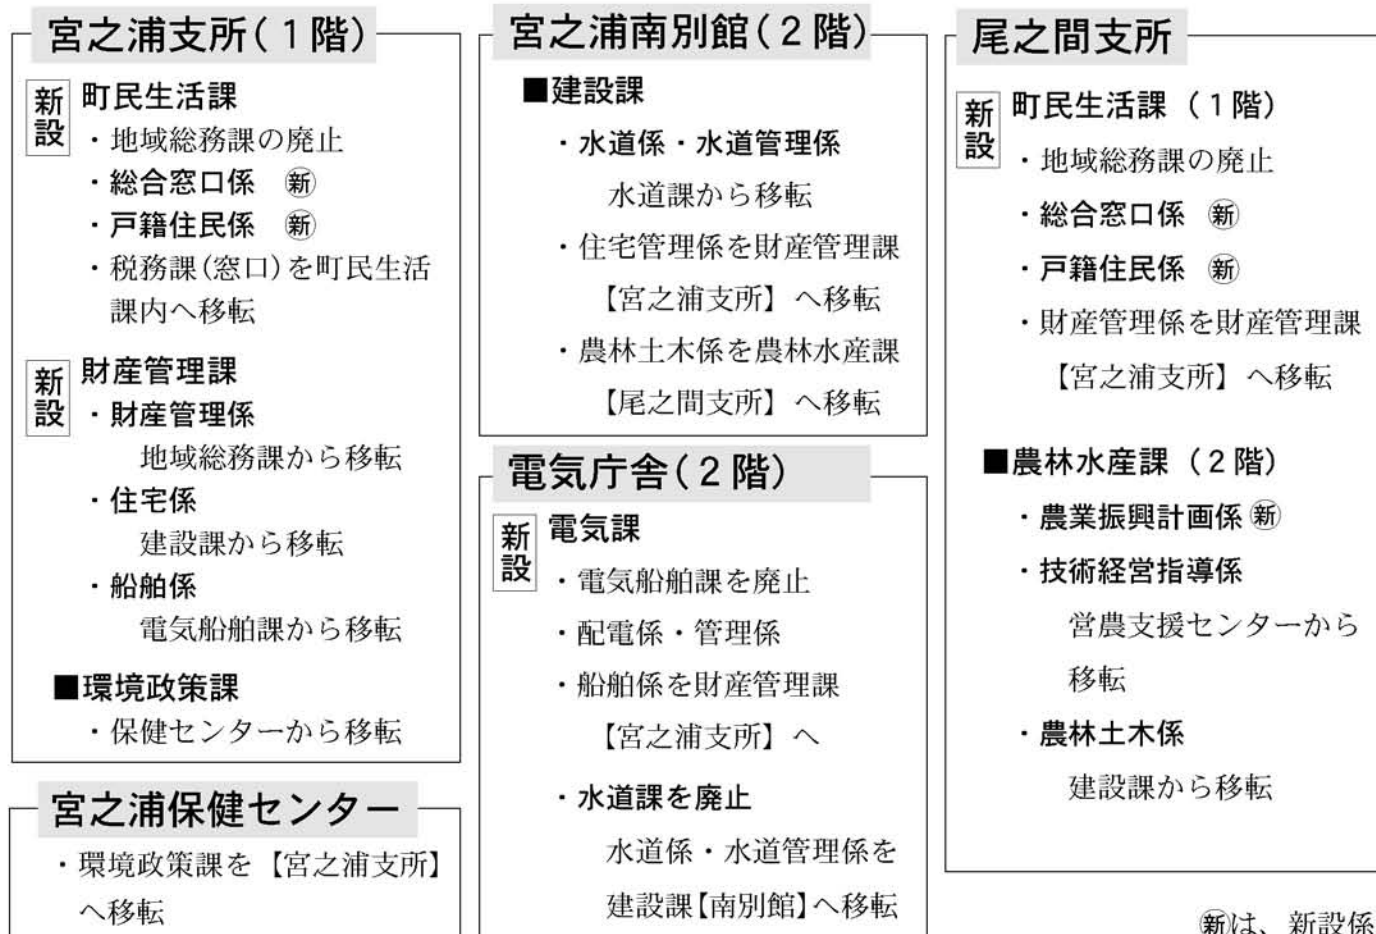 宮之浦支所(１階)
新設
町民生活課
・地域総務課の廃止
・総合窓口係　㊟新
・戸籍住民係　㊟新
・税務課(窓口)を町民生活
課内へ移転
新設
財産管理課
・財産管理係
地域総務課から移転
・住宅係
建設課から移転
・船舶係
電気船舶課から移転
■環境政策課
・保健センターから移転
宮之浦保健センター
・環境政策課を【宮之浦支所】
へ移転
宮之浦南別館(２階)
■建設課
・水道係・水道管理係
水道課から移転
・住宅管理係を財産管理課
【宮之浦支所】へ移転
・農林土木係を農林水産課
【尾之間支所】へ移転
電気庁舎(２階)
新設
電気課
・電気船舶課を廃止
・配電係・管理係
・船舶係を財産管理課
【宮之浦支所】へ
・水道課を廃止
水道係・水道管理係を
建設課【南別館】へ移転
尾之間支所
新設
町民生活課（１階）
・地域総務課の廃止
・総合窓口係　新
・戸籍住民係　新
・財産管理係を財産管理課
【宮之浦支所】へ移転
■農林水産課（２階）
・農業振興計画係 新
・技術経営指導係
営農支援センターから
移転
・農林土木係
建設課から移転
新は、新設係